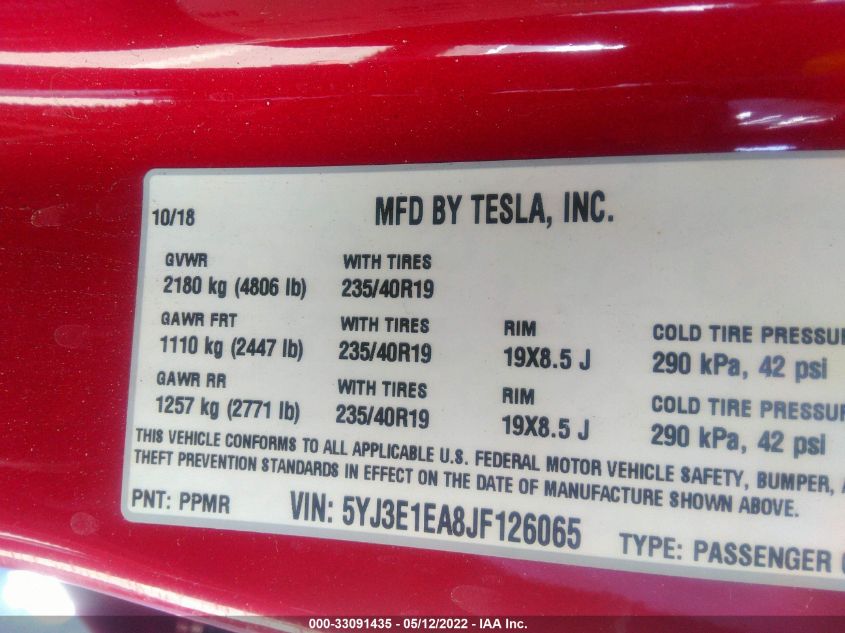 10/18 MFD BY TESLA, INC.
GVWR WITH TIRES
2180 kg (4806 lb) 235/40R19
GAWR FRT WITH TIRES RIM COLD TIRE PRESSUR
1110 kg (2447 lb) 235/40R19 19X8.5 J 290 kPa, 42 psi
GAWR RR WITH TIRES RIM COLD TIRE PRESSUR
1257 kg (2771 lb) 235/40R19 19X8.5 J 290 kPa, 42 psi
THIS VEHICLE CONFORMS TO ALL APPLICABLE U.S. FEDERAL MOTOR VEHICLE SAFETY, BUMPER, A
THEFT PREVENTION STANDARDS IN EFFECT ON THE DATE OF MANUFACTURE SHOWN ABOVE.
PNT: PPMR VIN: 5YJ3E1EA8JF126065 TYPE: PASSENGER C
000-33091435 - 05/12/2022 - IAA Inc.